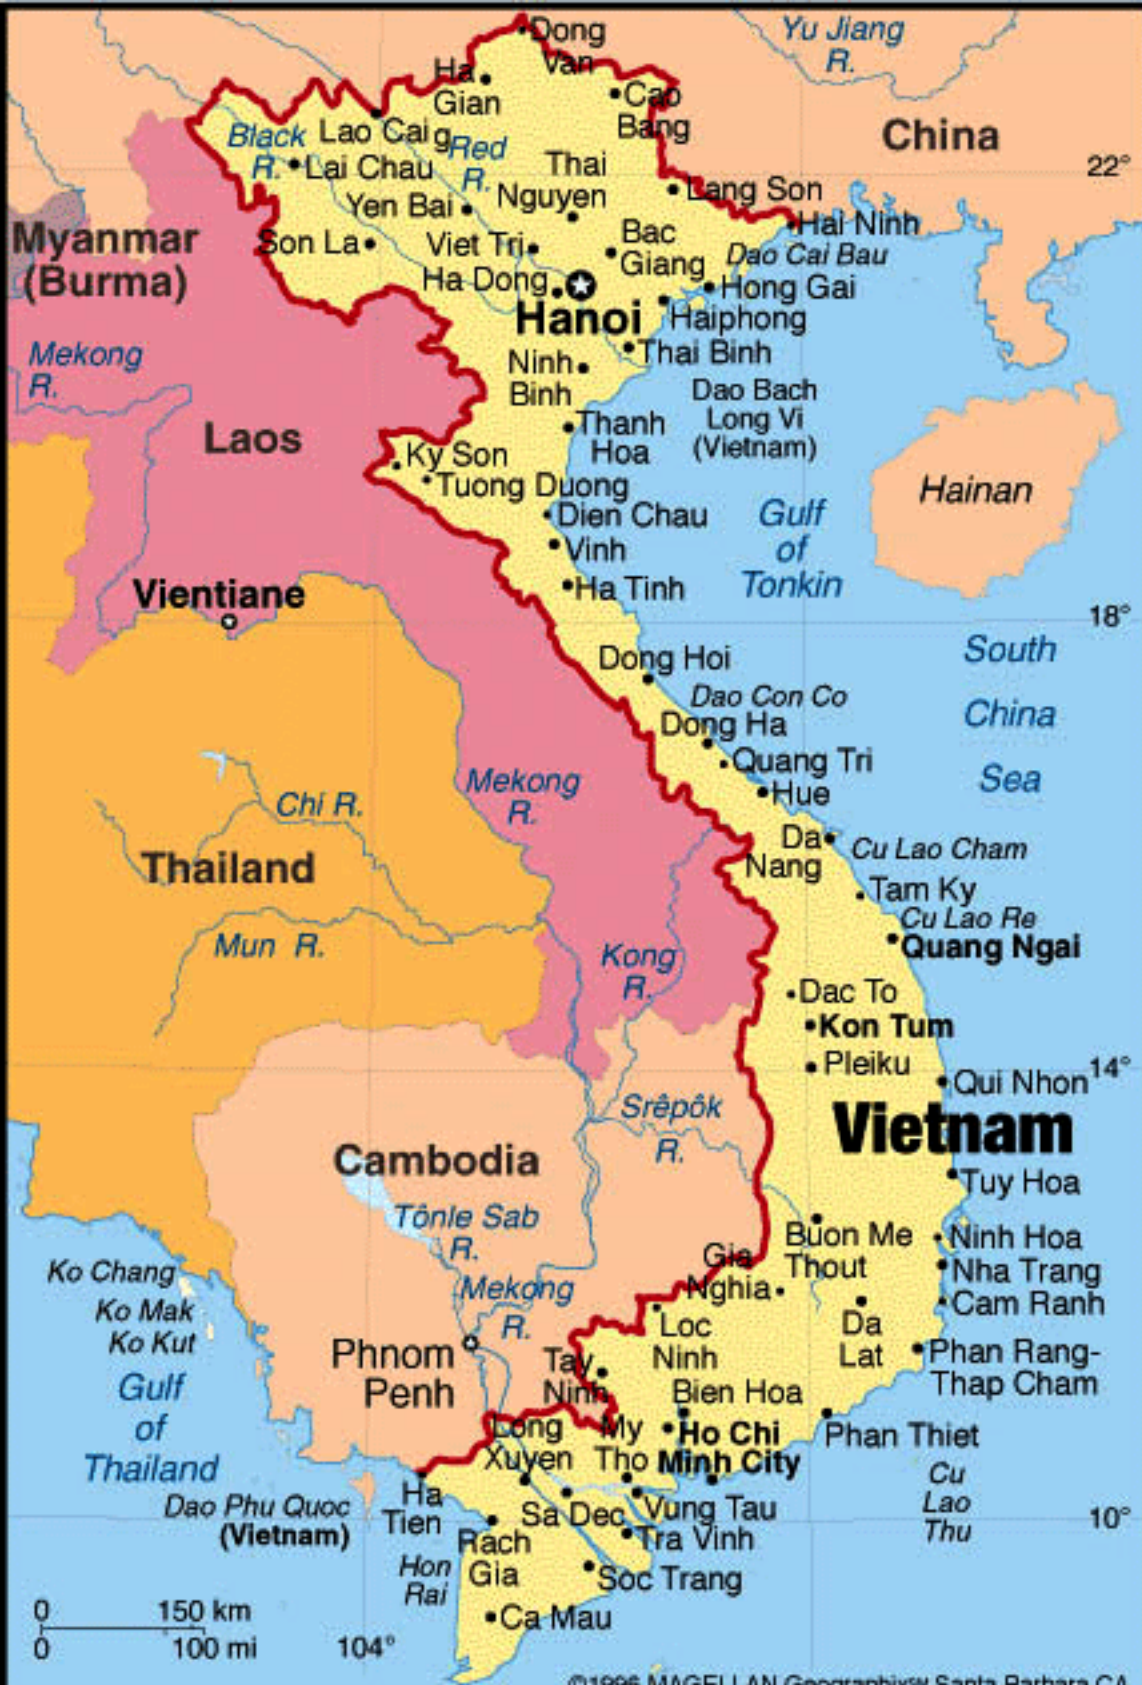 Dong
Van
Yu Jiang
R.
Ha
Gian
g
Cao
Bang
China
Black
R.
Lao Cai
Red
R.
22°
Lai Chau
Thai
Nguyen
Lang Son
Yen Bai
Hai Ninh
Myanmar
(Burma)
Son La
Viet Tri
Bac
Giang
Dao Cai Bau
Ha Dong
Hong Gai
Hanoi
Haiphong
Mekong
R.
Thai Binh
Ninh
Binh
Dao Bach
Long Vi
(Vietnam)
Laos
Thanh
Hoa
Ky Son
Tuong Duong
Hainan
Dien Chau
Gulf
of
Tonkin
Vinh
Ha Tinh
Vientiane
18°
South
China
Sea
Dong Hoi
Dao Con Co
Dong Ha
Quang Tri
Mekong
R.
Hue
Chi R.
Da
Nang
Cu Lao Cham
Thailand
Tam Ky
Cu Lao Re
Mun R.
Quang Ngai
Kong
R.
Dac To
Kon Tum
Pleiku
14°
Qui Nhon
Srêpôk
R.
Vietnam
Cambodia
Tuy Hoa
Tônle Sab
R.
Buon Me
Thout
Ninh Hoa
Gia
Nghia
Nha Trang
Ko Chang
Mekong
R.
Cam Ranh
Ko Mak
Ko Kut
Loc
Ninh
Da
Lat
Phnom
Penh
Tay
Ninh
Phan Rang-
Thap Cham
Gulf
of
Thailand
Bien Hoa
Long
Xuyen
My
Tho
Ho Chi
Minh City
Phan Thiet
Cu
Lao
Thu
Ha
Tien
Dao Phu Quoc
(Vietnam)
Sa Dec
Vung Tau
10°
Rach
Gia
Tra Vinh
Hon
Rai
Soc Trang
Ca Mau
0 150 km
0 100 mi
104°
©1996 MAGELLAN Geographix℠ Santa Barbara CA